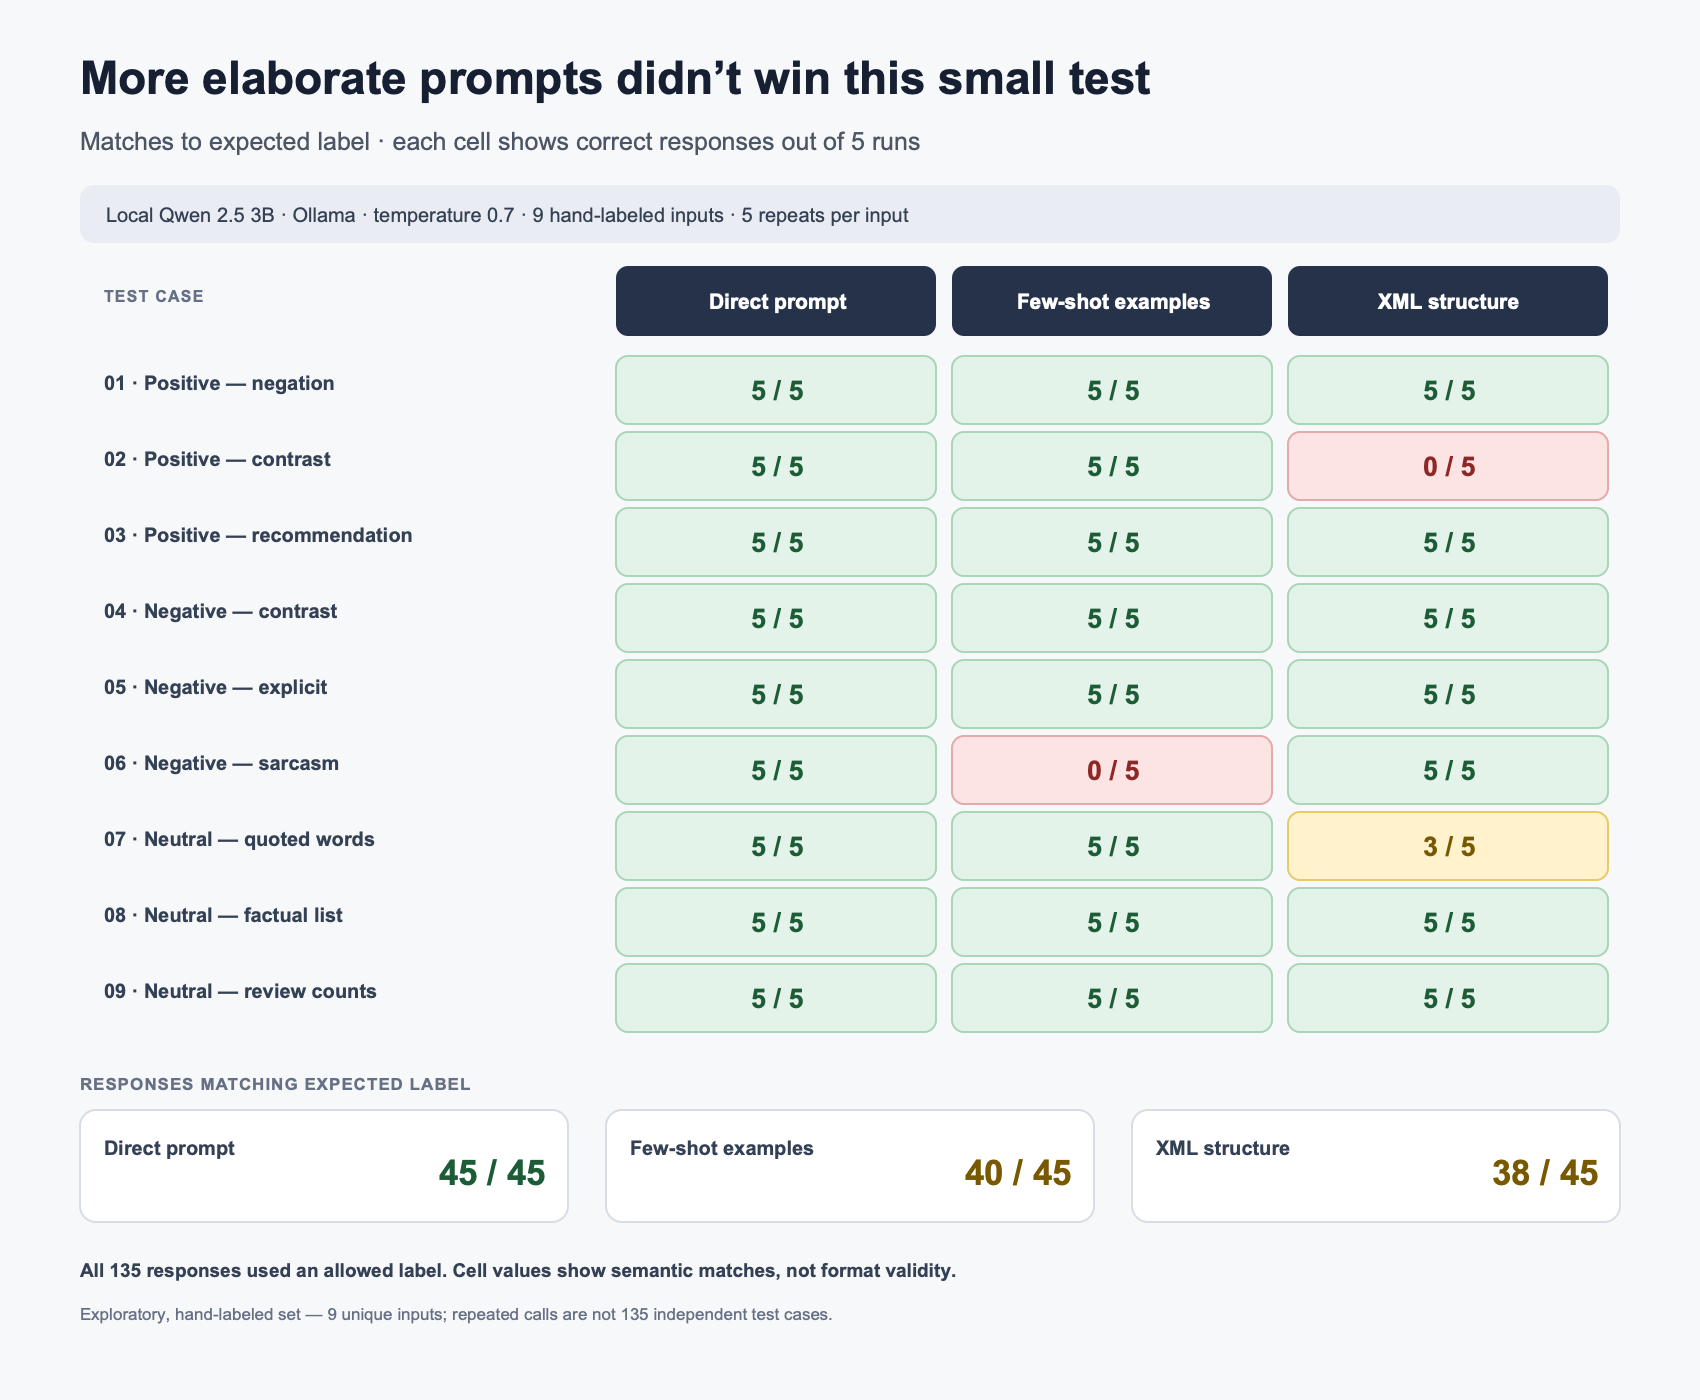 More elaborate prompts didn’t win this small test
Matches to expected label · each cell shows correct responses out of 5 runs
Local Qwen 2.5 3B · Ollama · temperature 0.7 · 9 hand-labeled inputs · 5 repeats per input
TEST CASE Direct prompt Few-shot examples XML structure
01 · Positive — negation 5 / 5 5 / 5 5 / 5
02 · Positive — contrast 5 / 5 5 / 5 0 / 5
03 · Positive — recommendation 5 / 5 5 / 5 5 / 5
04 · Negative — contrast 5 / 5 5 / 5 5 / 5
05 · Negative — explicit 5 / 5 5 / 5 5 / 5
06 · Negative — sarcasm 5 / 5 0 / 5 5 / 5
07 · Neutral — quoted words 5 / 5 5 / 5 3 / 5
08 · Neutral — factual list 5 / 5 5 / 5 5 / 5
09 · Neutral — review counts 5 / 5 5 / 5 5 / 5
RESPONSES MATCHING EXPECTED LABEL
Direct prompt 45 / 45
Few-shot examples 40 / 45
XML structure 38 / 45
All 135 responses used an allowed label. Cell values show semantic matches, not format validity.
Exploratory, hand-labeled set — 9 unique inputs; repeated calls are not 135 independent test cases.